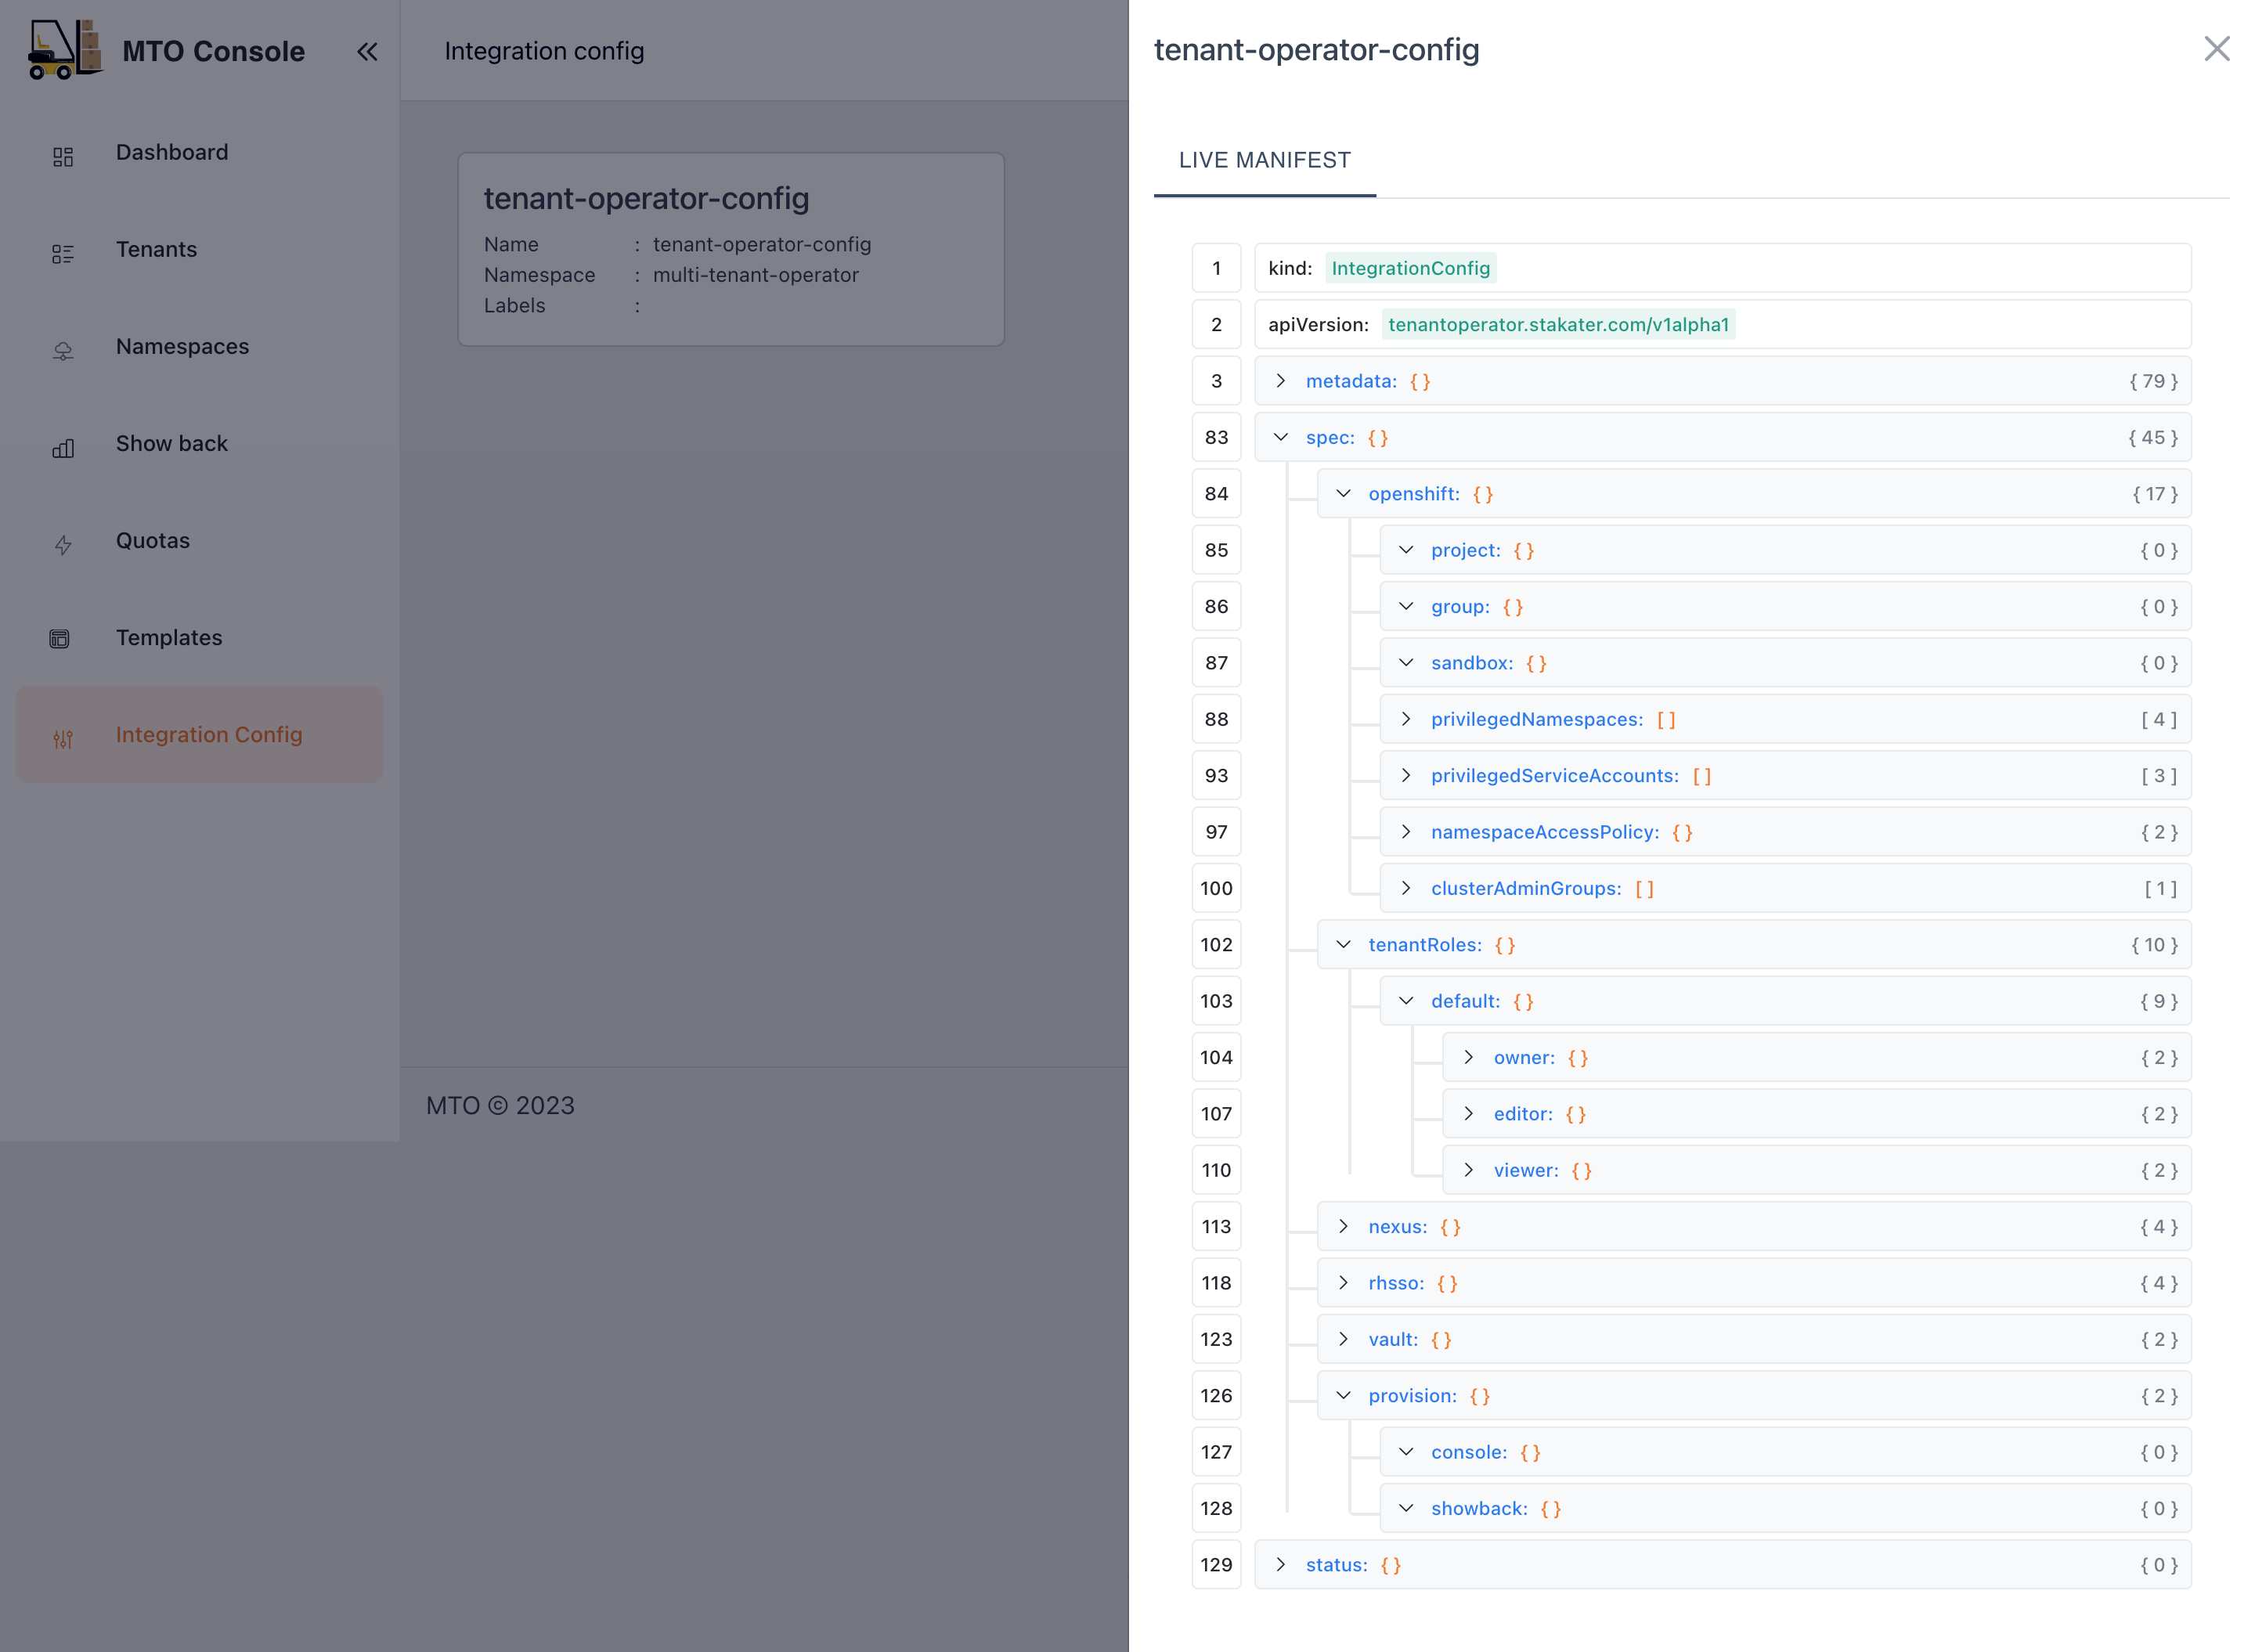 MTO Console
Dashboard
Tenants
Namespaces
Show back
Quotas
Templates
Integration Config
Integration config
tenant-operator-config
Name : tenant-operator-config
Namespace : multi-tenant-operator
Labels :
MTO © 2023
tenant-operator-config
LIVE MANIFEST
1 kind: IntegrationConfig
2 apiVersion: tenantoperator.stakater.com/v1alpha1
3 metadata: {} { 79 }
83 spec: {} { 45 }
84 openshift: {} { 17 }
85 project: {} { 0 }
86 group: {} { 0 }
87 sandbox: {} { 0 }
88 privilegedNamespaces: [] [ 4 ]
93 privilegedServiceAccounts: [] [ 3 ]
97 namespaceAccessPolicy: {} { 2 }
100 clusterAdminGroups: [] [ 1 ]
102 tenantRoles: {} { 10 }
103 default: {} { 9 }
104 owner: {} { 2 }
107 editor: {} { 2 }
110 viewer: {} { 2 }
113 nexus: {} { 4 }
118 rhsso: {} { 4 }
123 vault: {} { 2 }
126 provision: {} { 2 }
127 console: {} { 0 }
128 showback: {} { 0 }
129 status: {} { 0 }